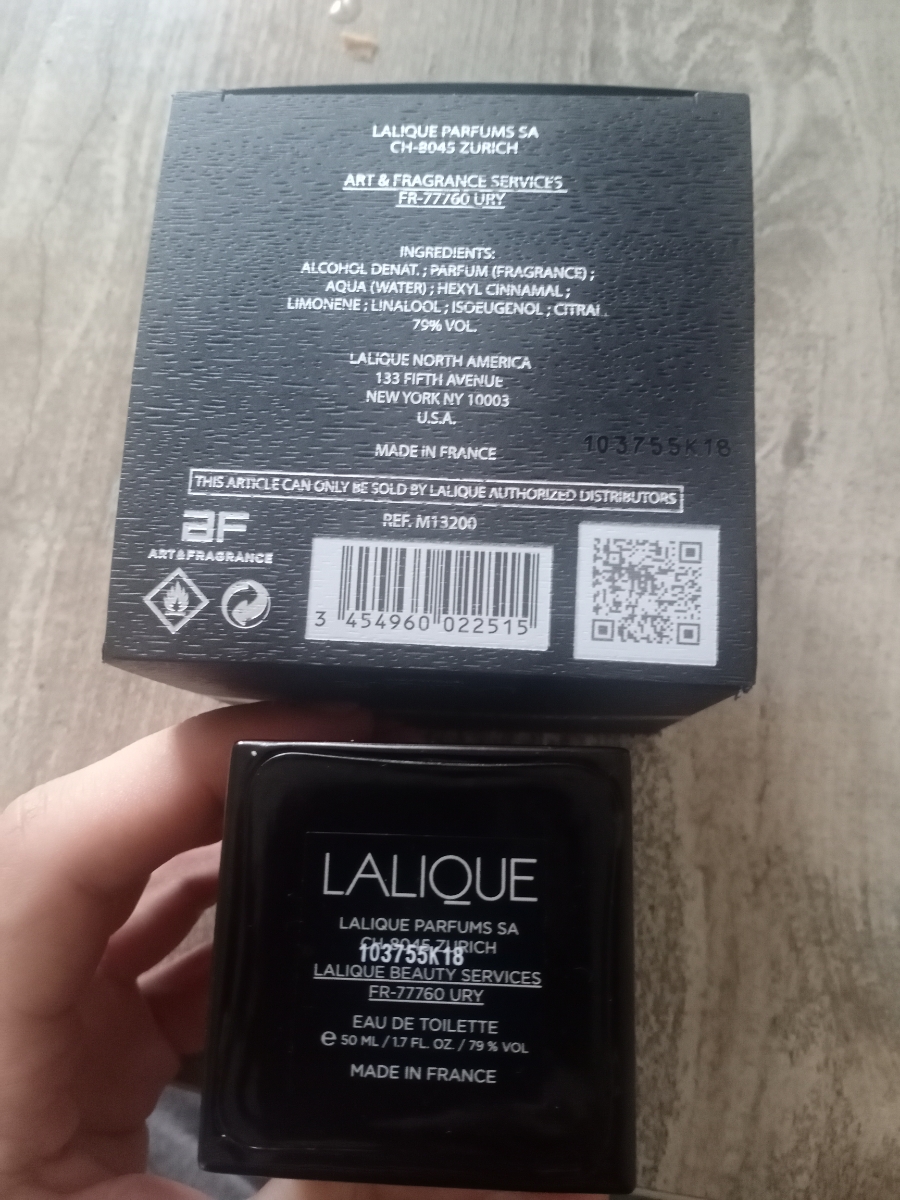 LALIQUE PARFUMS SA
CH-8045 ZURICH
ART & FRAGRANCE SERVICES
FR-77760 URY
INGREDIENTS:
ALCOHOL DENAT. ; PARFUM (FRAGRANCE) ;
AQUA (WATER) ; HEXYL CINNAMAL ;
LIMONENE ; LINALOOL ; ISOEUGENOL ; CITRAL.
79% VOL.
LALIQUE NORTH AMERICA
133 FIFTH AVENUE
NEW YORK NY 10003
U.S.A.
MADE IN FRANCE
103755K18
THIS ARTICLE CAN ONLY BE SOLD BY LALIQUE AUTHORIZED DISTRIBUTORS
REF. M13200
aF
ART&FRAGRANCE
3 454960 022515
LALIQUE
LALIQUE PARFUMS SA
CH-8045 ZURICH
103755K18
LALIQUE BEAUTY SERVICES
FR-77760 URY
EAU DE TOILETTE
e 50 ML / 1.7 FL. OZ. / 79 % VOL
MADE IN FRANCE